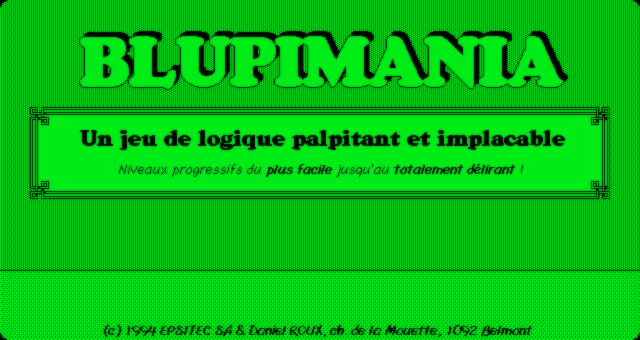 BLUPIMANIA
Un jeu de logique palpitant et implacable
Niveaux progressifs du plus facile jusqu'au totalement délirant !
(c) 1994 EPSITEC SA & Daniel ROUX, ch. de la Mouette, 1092 Belmont